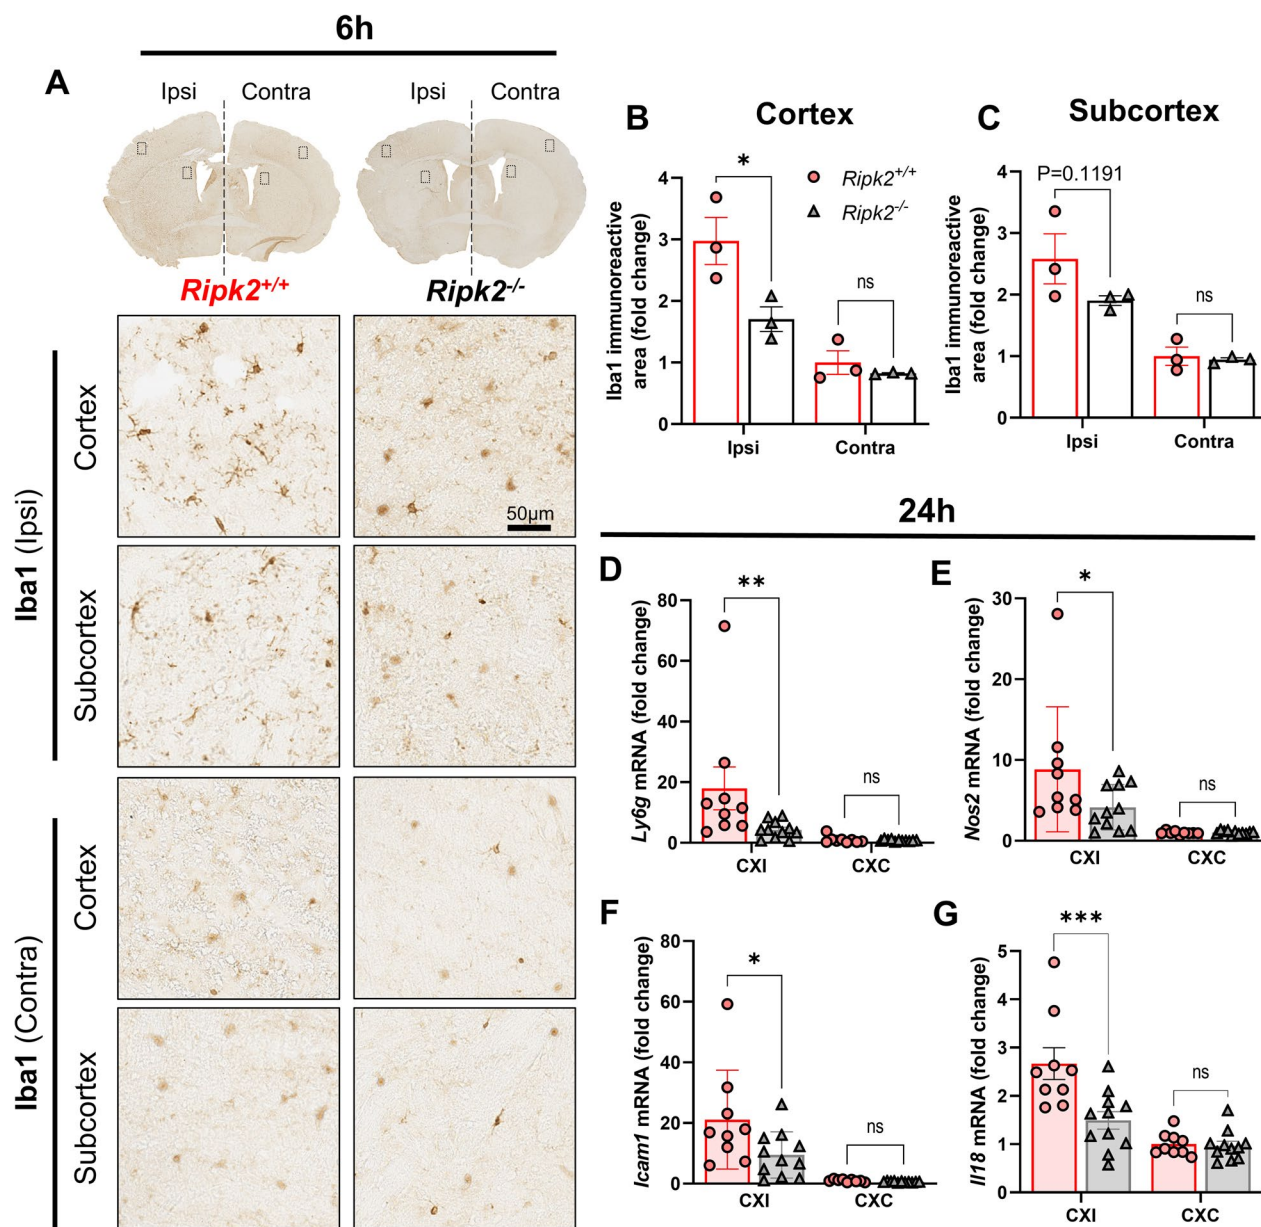 6h
A
Ipsi
Contra
Ipsi
Contra
Ripk2+/+
Ripk2-/-
Iba1 (Ipsi)
Cortex
50µm
Subcortex
Iba1 (Contra)
Cortex
Subcortex
B
Cortex
Iba1 immunoreactive
area (fold change)
4
3
2
1
0
*
ns
Ripk2+/+
Ripk2-/-
Ipsi
Contra
C
Subcortex
Iba1 immunoreactive
area (fold change)
4
3
2
1
0
P=0.1191
ns
Ipsi
Contra
24h
D
Ly6g mRNA (fold change)
80
60
40
20
0
**
ns
CXI
CXC
E
Nos2 mRNA (fold change)
30
20
10
0
*
ns
CXI
CXC
F
Icam1 mRNA (fold change)
80
60
40
20
0
*
ns
CXI
CXC
G
Il18 mRNA (fold change)
5
4
3
2
1
0
***
ns
CXI
CXC